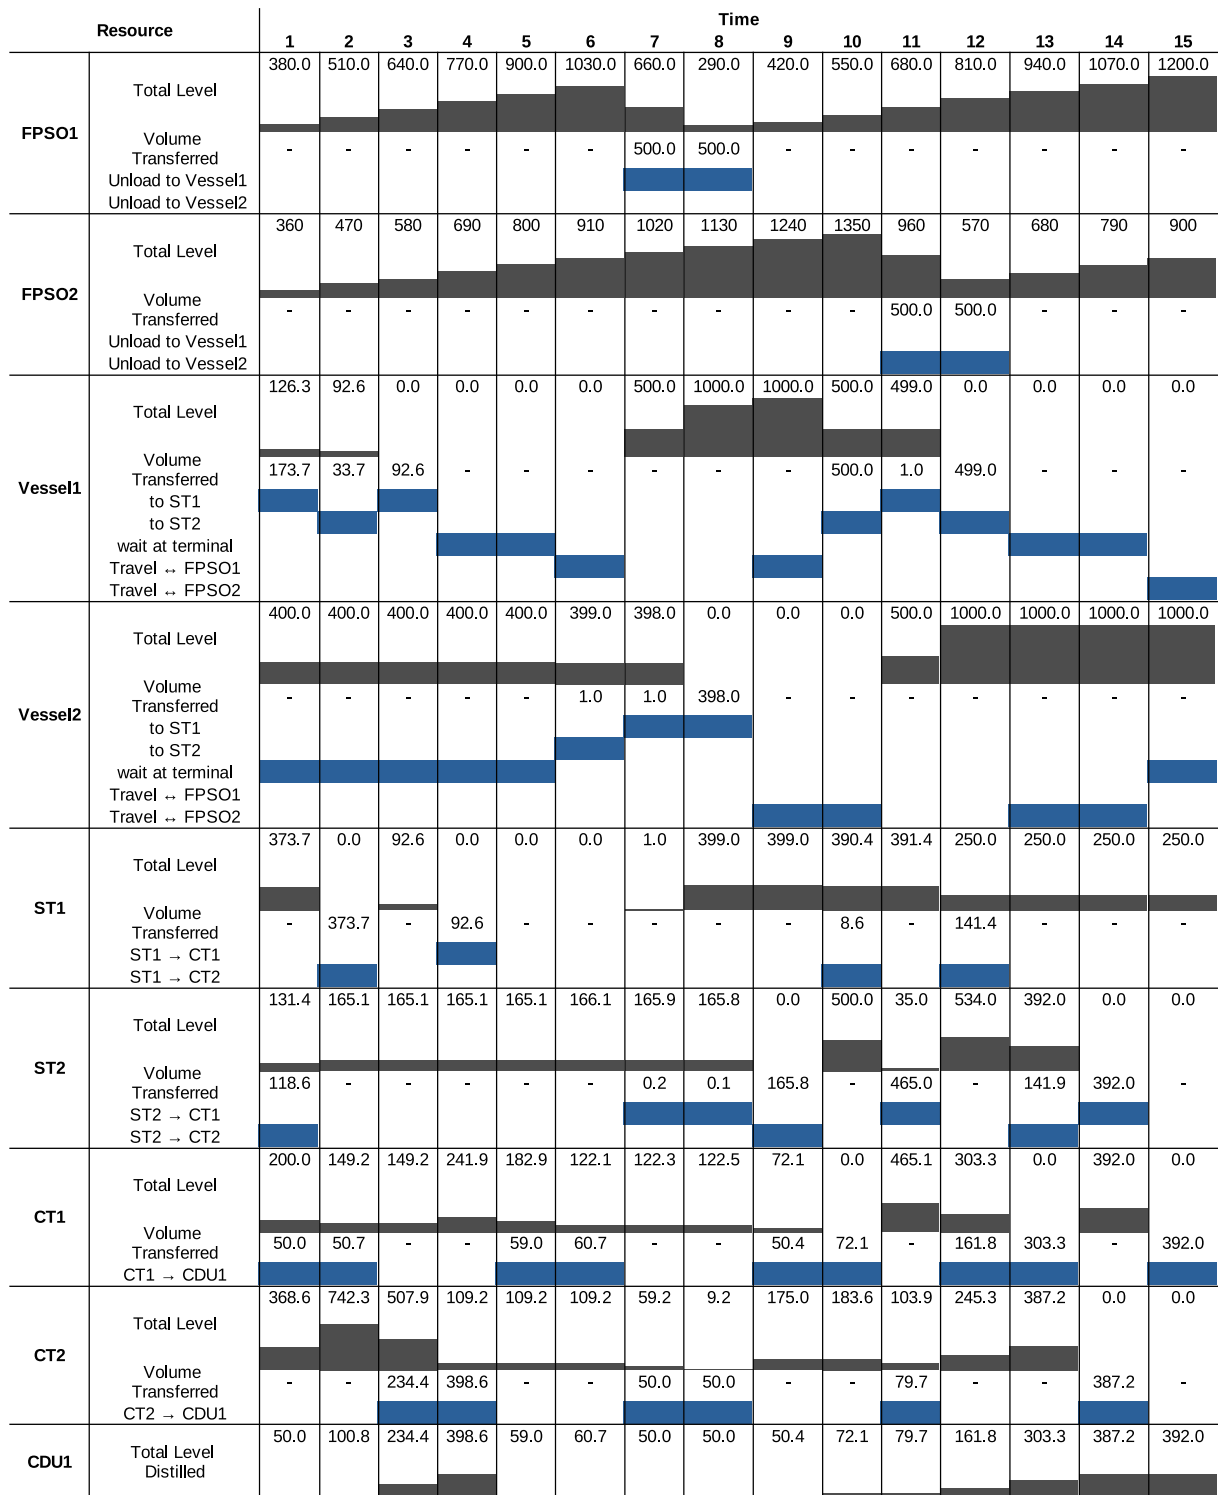 Time
Resource
1 2 3 4 5 6 7 8 9 10 11 12 13 14 15
380.0 510.0 640.0 770.0 900.0 1030.0 660.0 290.0 420.0 550.0 680.0 810.0 940.0 1070.0 1200.0
Total Level
FPSO1
Volume
Transferred - - - - - - 500.0 500.0 - - - - - - -
Unload to Vessel1
Unload to Vessel2
360 470 580 690 800 910 1020 1130 1240 1350 960 570 680 790 900
Total Level
FPSO2
Volume
Transferred - - - - - - - - - - 500.0 500.0 - - -
Unload to Vessel1
Unload to Vessel2
126.3 92.6 0.0 0.0 0.0 0.0 500.0 1000.0 1000.0 500.0 499.0 0.0 0.0 0.0 0.0
Total Level
Volume
Transferred 173.7 33.7 92.6 - - - - - - 500.0 1.0 499.0 - - -
Vessel1
to ST1
to ST2
wait at terminal
Travel ↔ FPSO1
Travel ↔ FPSO2
400.0 400.0 400.0 400.0 400.0 399.0 398.0 0.0 0.0 0.0 500.0 1000.0 1000.0 1000.0 1000.0
Total Level
Volume
Transferred - - - - - 1.0 1.0 398.0 - - - - - - -
Vessel2
to ST1
to ST2
wait at terminal
Travel ↔ FPSO1
Travel ↔ FPSO2
373.7 0.0 92.6 0.0 0.0 0.0 1.0 399.0 399.0 390.4 391.4 250.0 250.0 250.0 250.0
Total Level
ST1
Volume
Transferred - 373.7 - 92.6 - - - - - 8.6 - 141.4 - - -
ST1 → CT1
ST1 → CT2
131.4 165.1 165.1 165.1 165.1 166.1 165.9 165.8 0.0 500.0 35.0 534.0 392.0 0.0 0.0
Total Level
ST2
Volume
Transferred 118.6 - - - - - 0.2 0.1 165.8 - 465.0 - 141.9 392.0 -
ST2 → CT1
ST2 → CT2
200.0 149.2 149.2 241.9 182.9 122.1 122.3 122.5 72.1 0.0 465.1 303.3 0.0 392.0 0.0
Total Level
CT1
Volume
Transferred 50.0 50.7 - - 59.0 60.7 - - 50.4 72.1 - 161.8 303.3 - 392.0
CT1 → CDU1
368.6 742.3 507.9 109.2 109.2 109.2 59.2 9.2 175.0 183.6 103.9 245.3 387.2 0.0 0.0
Total Level
CT2
Volume
Transferred - - 234.4 398.6 - - 50.0 50.0 - - 79.7 - - 387.2 -
CT2 → CDU1
50.0 100.8 234.4 398.6 59.0 60.7 50.0 50.0 50.4 72.1 79.7 161.8 303.3 387.2 392.0
CDU1
Total Level
Distilled